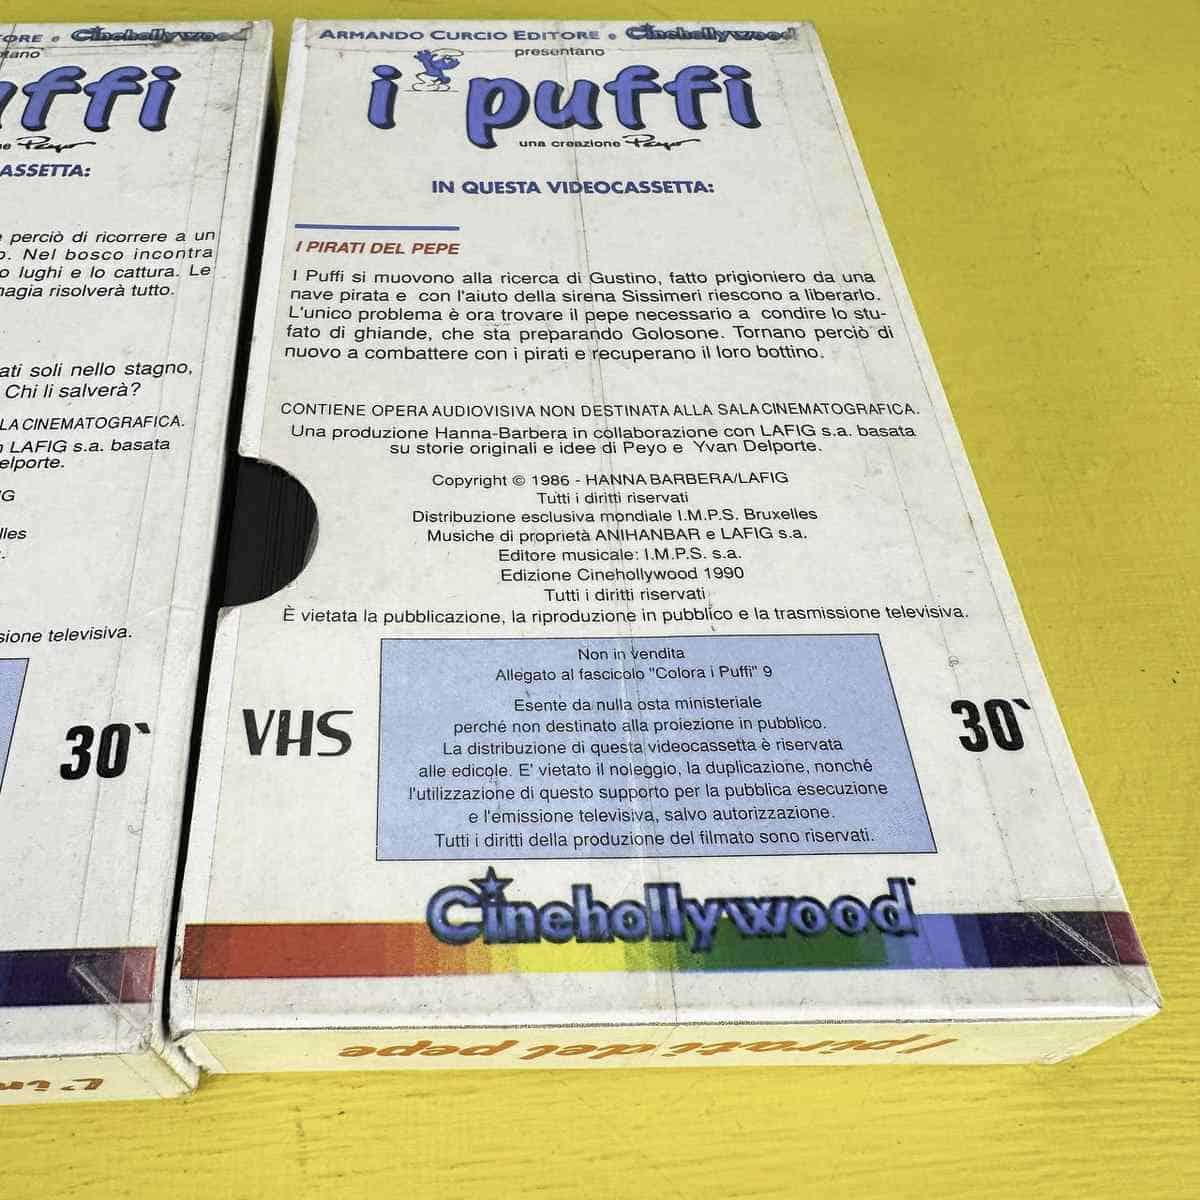 ORE e Cinehollywood
ntano
uffi
ne Peyo
ASSETTA:
e perciò di ricorrere a un
o. Nel bosco incontra
o lughi e lo cattura. Le
nagia risolverà tutto.
ati soli nello stagno,
Chi li salverà?
LA CINEMATOGRAFICA.
n LAFIG s.a. basata
elporte.
G
lles
sione televisiva.
30`
L'in
ARMANDO CURCIO EDITORE e Cinehollywood
presentano
i puffi
una creazione Peyo
IN QUESTA VIDEOCASSETTA:
I PIRATI DEL PEPE
I Puffi si muovono alla ricerca di Gustino, fatto prigioniero da una
nave pirata e con l'aiuto della sirena Sissimeri riescono a liberarlo.
L'unico problema è ora trovare il pepe necessario a condire lo stu-
fato di ghiande, che sta preparando Golosone. Tornano perciò di
nuovo a combattere con i pirati e recuperano il loro bottino.
CONTIENE OPERA AUDIOVISIVA NON DESTINATA ALLA SALA CINEMATOGRAFICA.
Una produzione Hanna-Barbera in collaborazione con LAFIG s.a. basata
su storie originali e idee di Peyo e Yvan Delporte.
Copyright © 1986 - HANNA BARBERA/LAFIG
Tutti i diritti riservati
Distribuzione esclusiva mondiale I.M.P.S. Bruxelles
Musiche di proprietà ANIHANBAR e LAFIG s.a.
Editore musicale: I.M.P.S. s.a.
Edizione Cinehollywood 1990
Tutti i diritti riservati
È vietata la pubblicazione, la riproduzione in pubblico e la trasmissione televisiva.
Non in vendita
Allegato al fascicolo "Colora i Puffi" 9
Esente da nulla osta ministeriale
perché non destinato alla proiezione in pubblico.
La distribuzione di questa videocassetta è riservata
alle edicole. E' vietato il noleggio, la duplicazione, nonché
l'utilizzazione di questo supporto per la pubblica esecuzione
e l'emissione televisiva, salvo autorizzazione.
Tutti i diritti della produzione del filmato sono riservati.
VHS
30`
Cinehollywood
I pirati del pepe